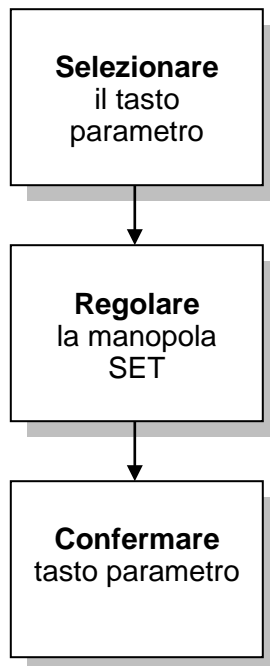 Selezionare
il tasto
parametro
Regolare
la manopola
SET
Confermare
tasto parametro